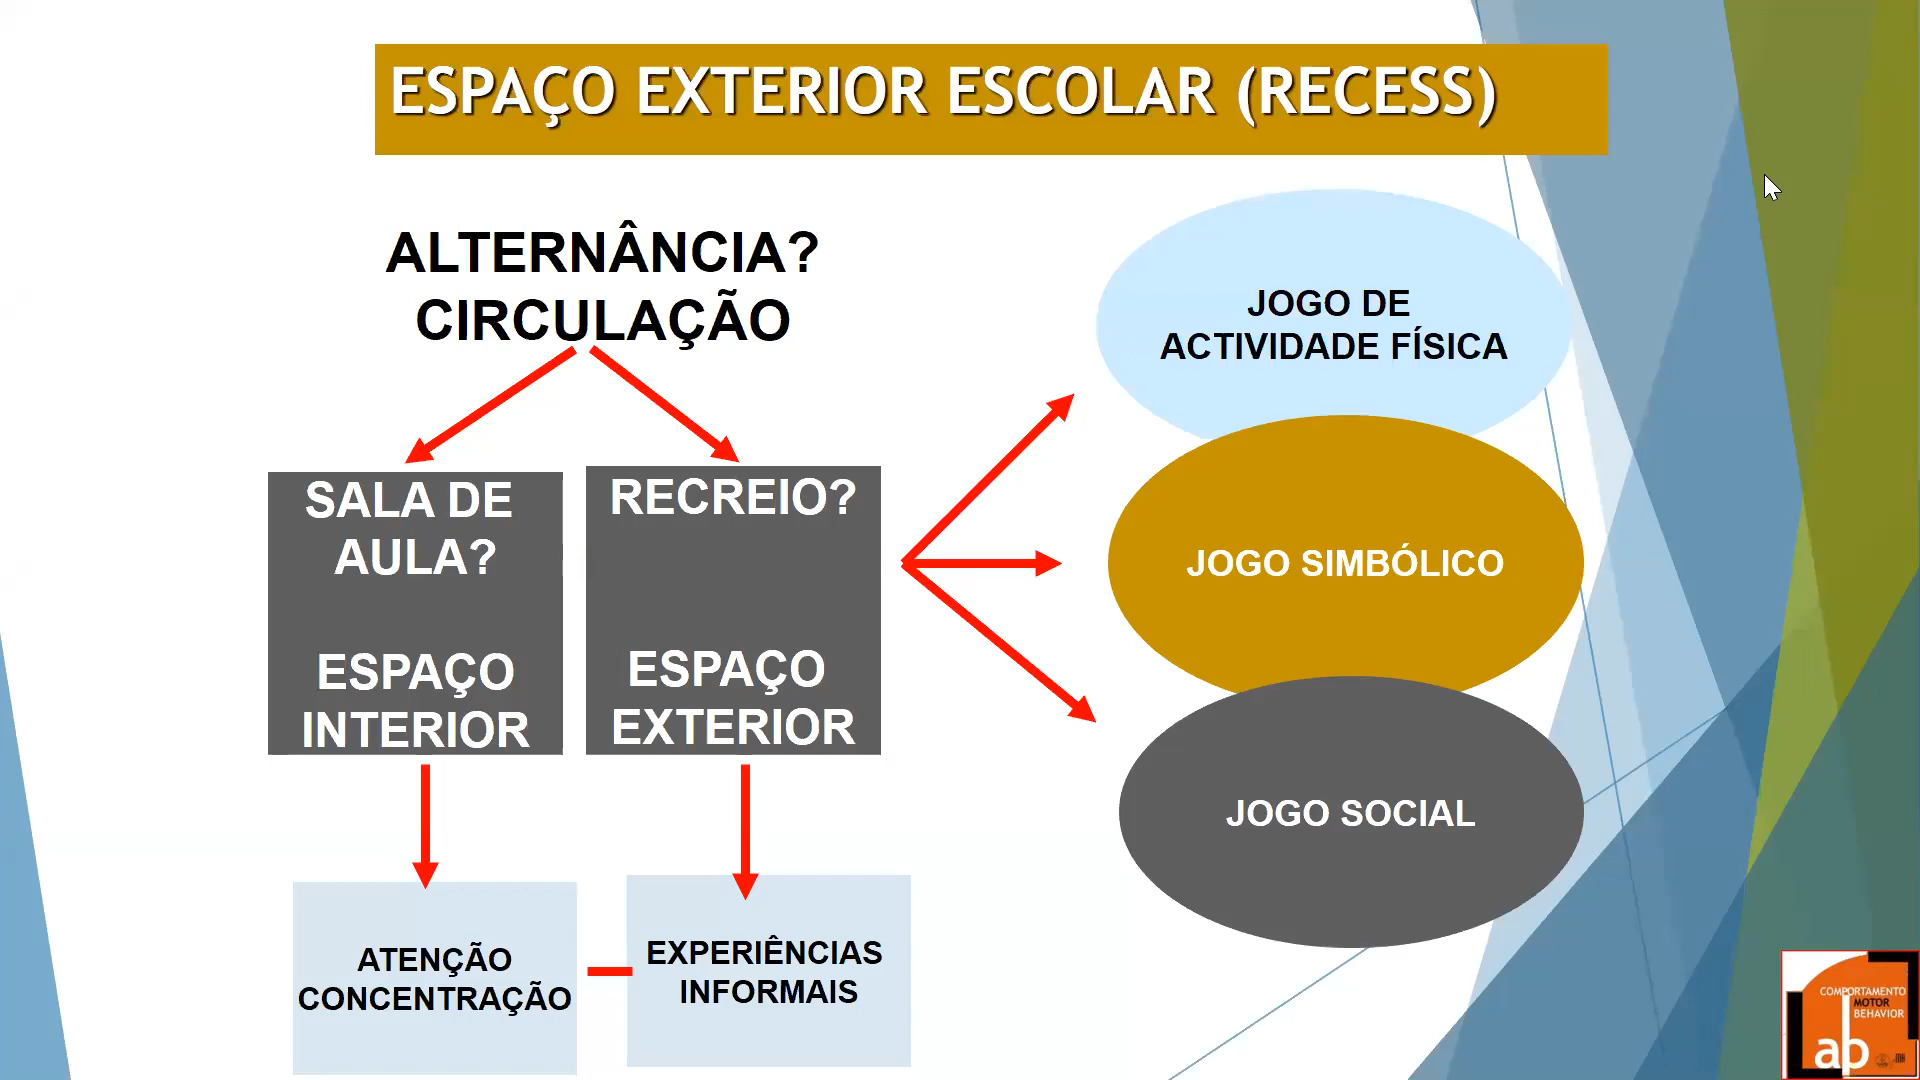 ESPAÇO EXTERIOR ESCOLAR (RECESS)
ALTERNÂNCIA?
CIRCULAÇÃO
SALA DE
AULA?
ESPAÇO
INTERIOR
RECREIO?
ESPAÇO
EXTERIOR
ATENÇÃO
CONCENTRAÇÃO
EXPERIÊNCIAS
INFORMAIS
JOGO DE
ACTIVIDADE FÍSICA
JOGO SIMBÓLICO
JOGO SOCIAL
COMPORTAMENTO
MOTOR
BEHAVIOR
ab